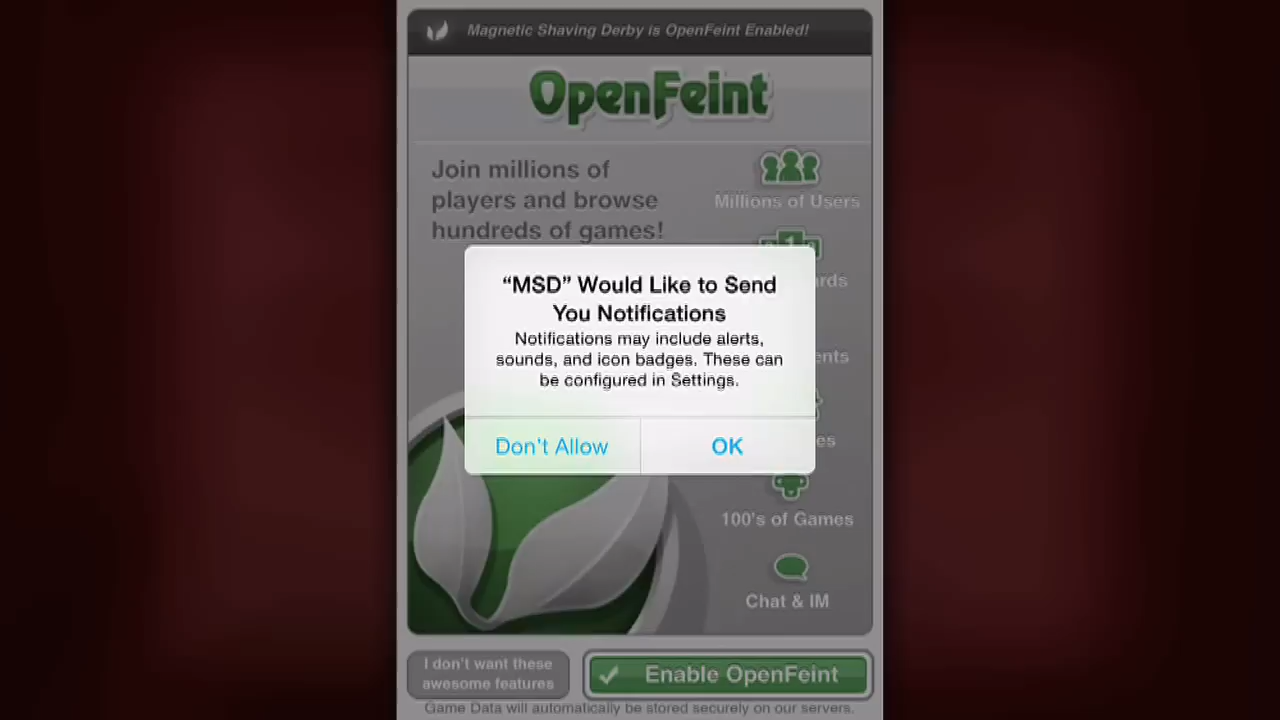 Magnetic Shaving Derby is OpenFeint Enabled!
OpenFeint
Join millions of
players and browse
hundreds of games!
Millions of Users
“MSD” Would Like to Send
You Notifications
Notifications may include alerts,
sounds, and icon badges. These can
be configured in Settings.
Don't Allow
OK
100's of Games
Chat & IM
I don't want these
awesome features
Enable OpenFeint
Game Data will automatically be stored securely on our servers.